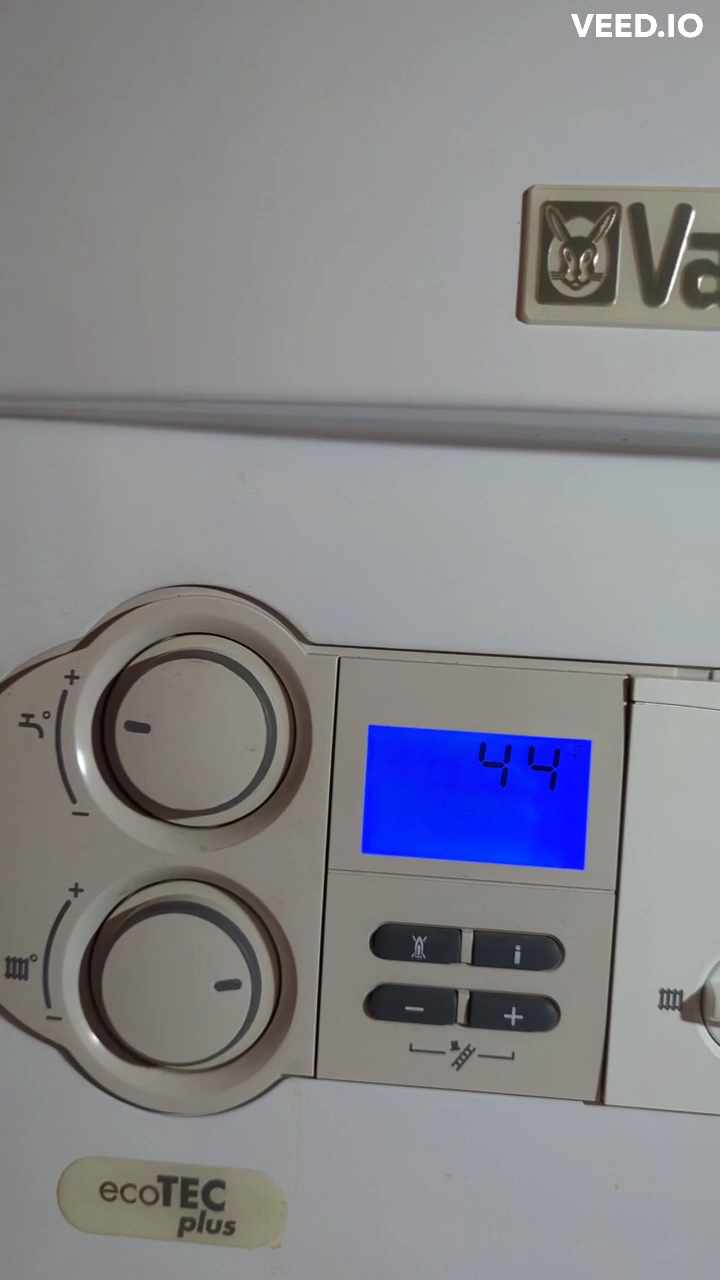 VEED.IO
Va
+
-
44 °C
+
-
i
- +
ecoTEC
plus